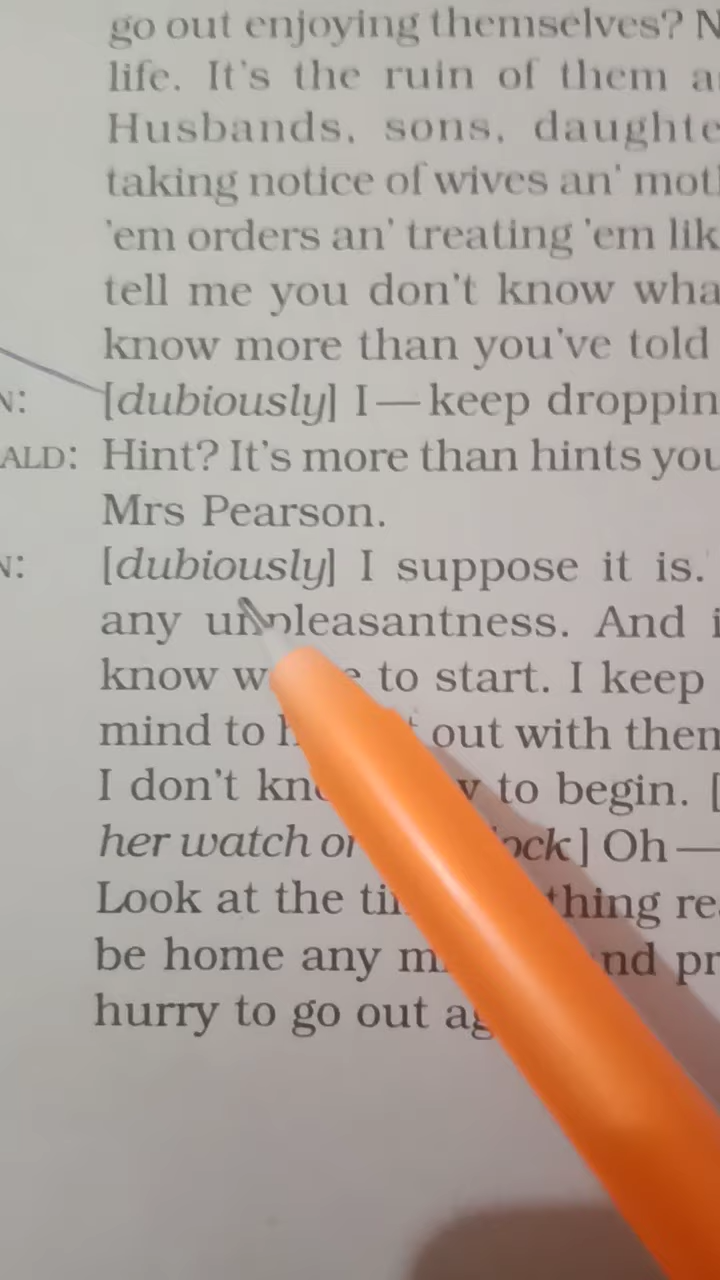 go out enjoying themselves? N
life. It's the ruin of them a
Husbands, sons, daughte
taking notice of wives an' mot
'em orders an' treating 'em lik
tell me you don't know wha
know more than you've told
N: [dubiously] I—keep droppin
ALD: Hint? It's more than hints you
Mrs Pearson.
N: [dubiously] I suppose it is.
any unpleasantness. And i
know to start. I keep
mind to out with them
I don't to begin. [
her watch or ock] Oh—
Look at the thing re
be home any nd pr
hurry to go out ag